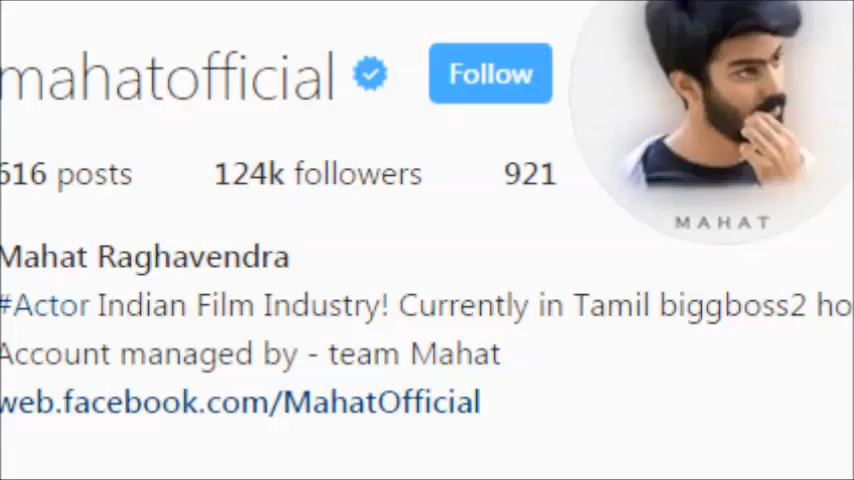 mahatofficial Follow
616 posts 124k followers 921
MAHAT
Mahat Raghavendra
#Actor Indian Film Industry! Currently in Tamil biggboss2
Account managed by - team Mahat
web.facebook.com/MahatOfficial